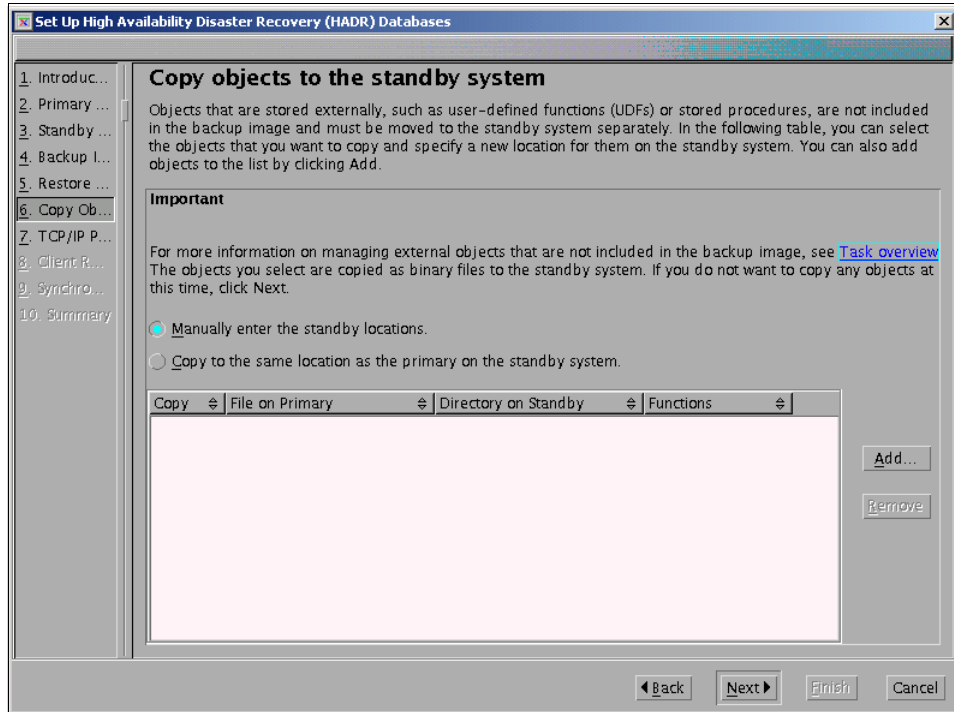 Set Up High Availability Disaster Recovery (HADR) Databases
1. Introduc...
2. Primary ...
3. Standby ...
4. Backup I...
5. Restore ...
6. Copy Ob...
7. TCP/IP P...
8. Client R...
9. Synchro...
10. Summary
Copy objects to the standby system
Objects that are stored externally, such as user-defined functions (UDFs) or stored procedures, are not included
in the backup image and must be moved to the standby system separately. In the following table, you can select
the objects that you want to copy and specify a new location for them on the standby system. You can also add
objects to the list by clicking Add.
Important
For more information on managing external objects that are not included in the backup image, see Task overview
The objects you select are copied as binary files to the standby system. If you do not want to copy any objects at
this time, click Next.
Manually enter the standby locations.
Copy to the same location as the primary on the standby system.
Copy File on Primary Directory on Standby Functions
Add...
Remove
Back Next Finish Cancel